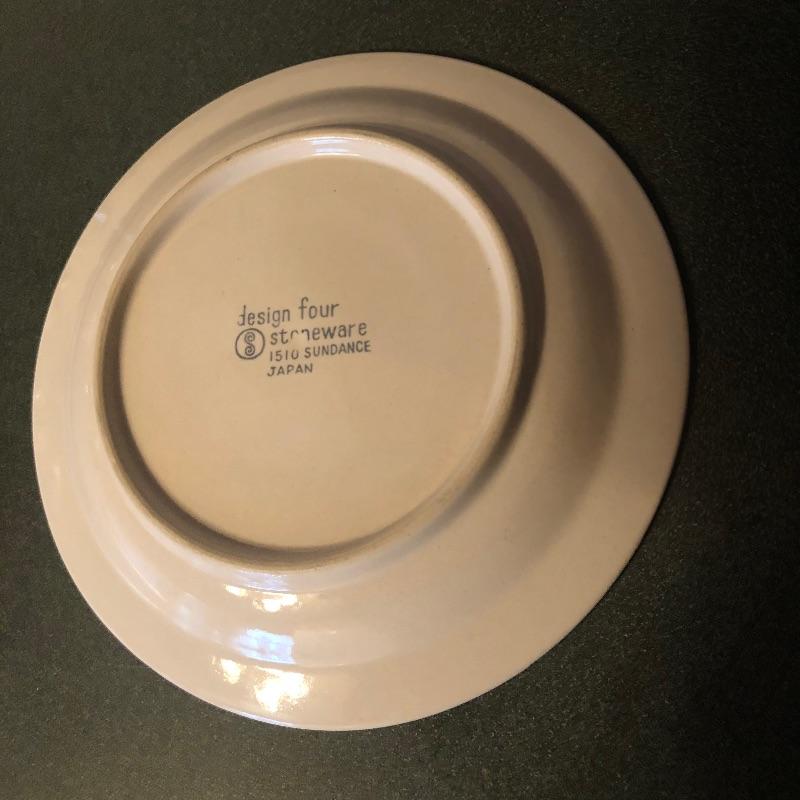 design four
S stoneware
1510 SUNDANCE
JAPAN